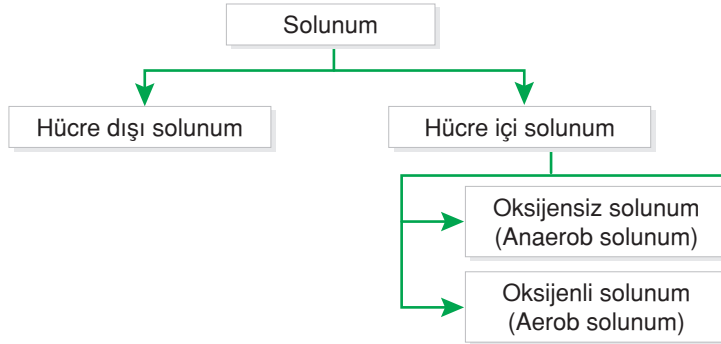 Solunum
Hücre dışı solunum
Hücre içi solunum
Oksijensiz solunum
(Anaerob solunum)
Oksijenli solunum
(Aerob solunum)